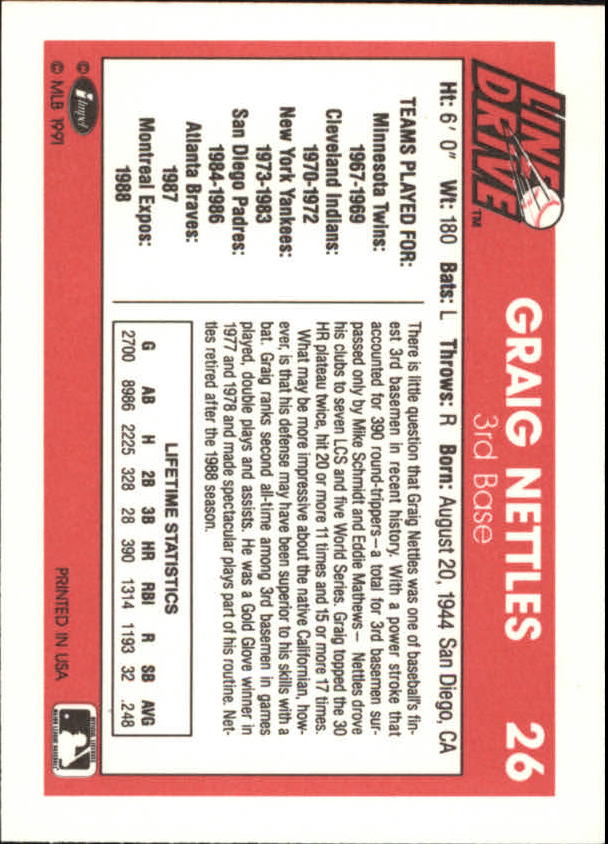 LINE DRIVE™
GRAIG NETTLES
3rd Base
26
Ht: 6' 0" Wt: 180 Bats: L Throws: R Born: August 20, 1944 San Diego, CA
TEAMS PLAYED FOR:
Minnesota Twins:
1967-1969
Cleveland Indians:
1970-1972
New York Yankees:
1973-1983
San Diego Padres:
1984-1986
Atlanta Braves:
1987
Montreal Expos:
1988
There is little question that Graig Nettles was one of baseball's fin-
est 3rd basemen in recent history. With a power stroke that
accounted for 390 round-trippers—a total for 3rd basemen sur-
passed only by Mike Schmidt and Eddie Mathews— Nettles drove
his clubs to seven LCS and five World Series. Graig topped the 30
HR plateau twice, hit 20 or more 11 times and 15 or more 17 times.
What may be more impressive about the native Californian, how-
ever, is that his defense may have been superior to his skills with a
bat. Graig ranks second all-time among 3rd basemen in games
played, double plays and assists. He was a Gold Glove winner in
1977 and 1978 and made spectacular plays part of his routine. Net-
tles retired after the 1988 season.
LIFETIME STATISTICS
G AB H 2B 3B HR RBI R SB AVG
2700 8986 2225 328 28 390 1314 1193 32 .248
© impel
© MLB 1991
PRINTED IN USA